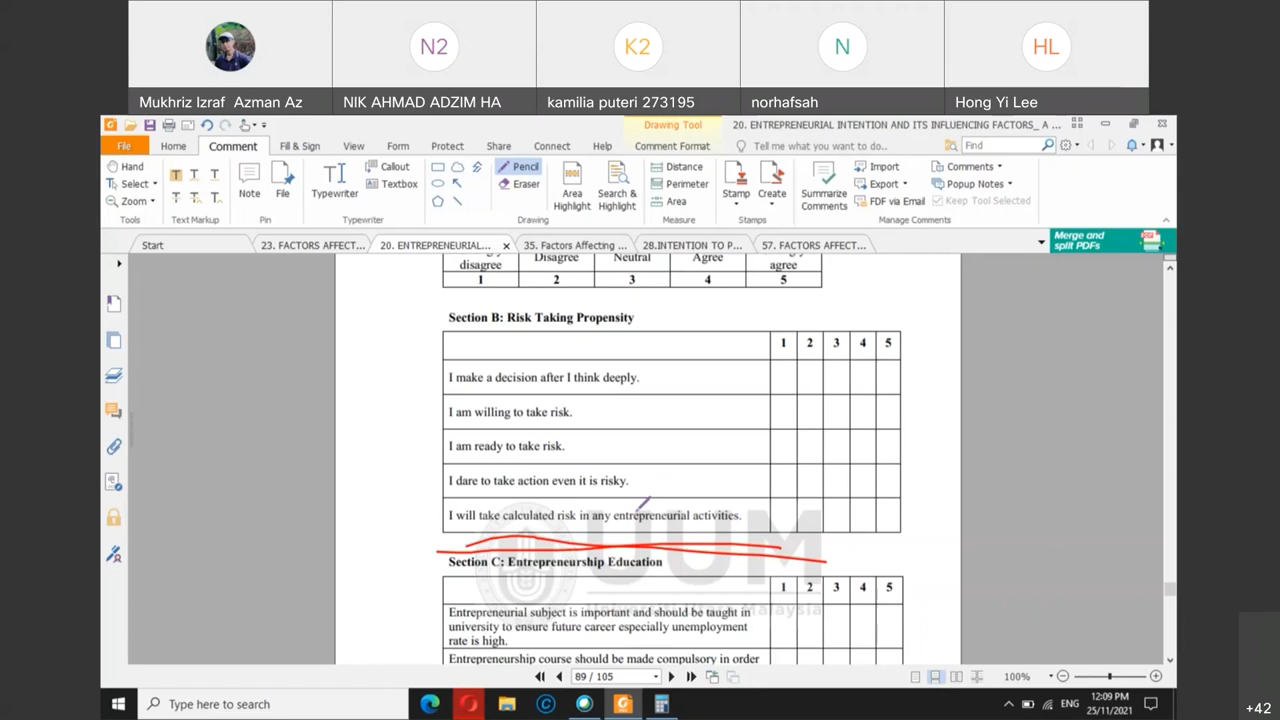 N2
K2
N
HL
Mukhriz Izraf Azman Az
NIK AHMAD ADZIM HA
kamilia puteri 273195
norhafsah
Hong Yi Lee
Drawing Tool
20. ENTREPRENEURIAL INTENTION AND ITS INFLUENCING FACTORS_ A ...
File Home Comment Fill & Sign View Form Protect Share Connect Help Comment Format Tell me what you want to do.. Find
Hand
Select
Zoom
Tools
Text Markup
Note
File
Pin
Typewriter
Callout
Textbox
Typewriter
Pencil
Eraser
Drawing
Area Highlight
Search & Highlight
Distance
Perimeter
Area
Measure
Stamp
Create
Stamps
Summarize Comments
Import
Export
FDF via Email
Comments
Popup Notes
Keep Tool Selected
Manage Comments
Start
23. FACTORS AFFECT...
20. ENTREPRENEURIAL...
35. Factors Affecting ...
28.INTENTION TO P...
57. FACTORS AFFECT...
Merge and split PDFs
disagree Disagree Neutral Agree agree
1 2 3 4 5
Section B: Risk Taking Propensity
1 2 3 4 5
I make a decision after I think deeply.
I am willing to take risk.
I am ready to take risk.
I dare to take action even it is risky.
I will take calculated risk in any entrepreneurial activities.
UUM
Section C: Entrepreneurship Education
1 2 3 4 5
Entrepreneurial subject is important and should be taught in
university to ensure future career especially unemployment
rate is high.
Entrepreneurship course should be made compulsory in order
89 / 105
100%
Type here to search
ENG
12:09 PM
25/11/2021
+42